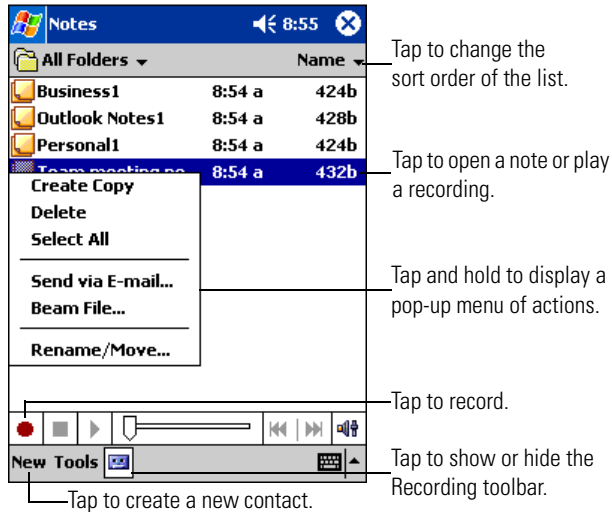 Notes 8:55
All Folders Name
Tap to change the
sort order of the list.
Business1 8:54 a 424b
Outlook Notes1 8:54 a 428b
Personal1 8:54 a 424b
Team meeting no 8:54 a 432b
Tap to open a note or play
a recording.
Create Copy
Delete
Select All
Send via E-mail...
Beam File...
Rename/Move...
Tap and hold to display a
pop-up menu of actions.
Tap to record.
New Tools
Tap to show or hide the
Recording toolbar.
Tap to create a new contact.